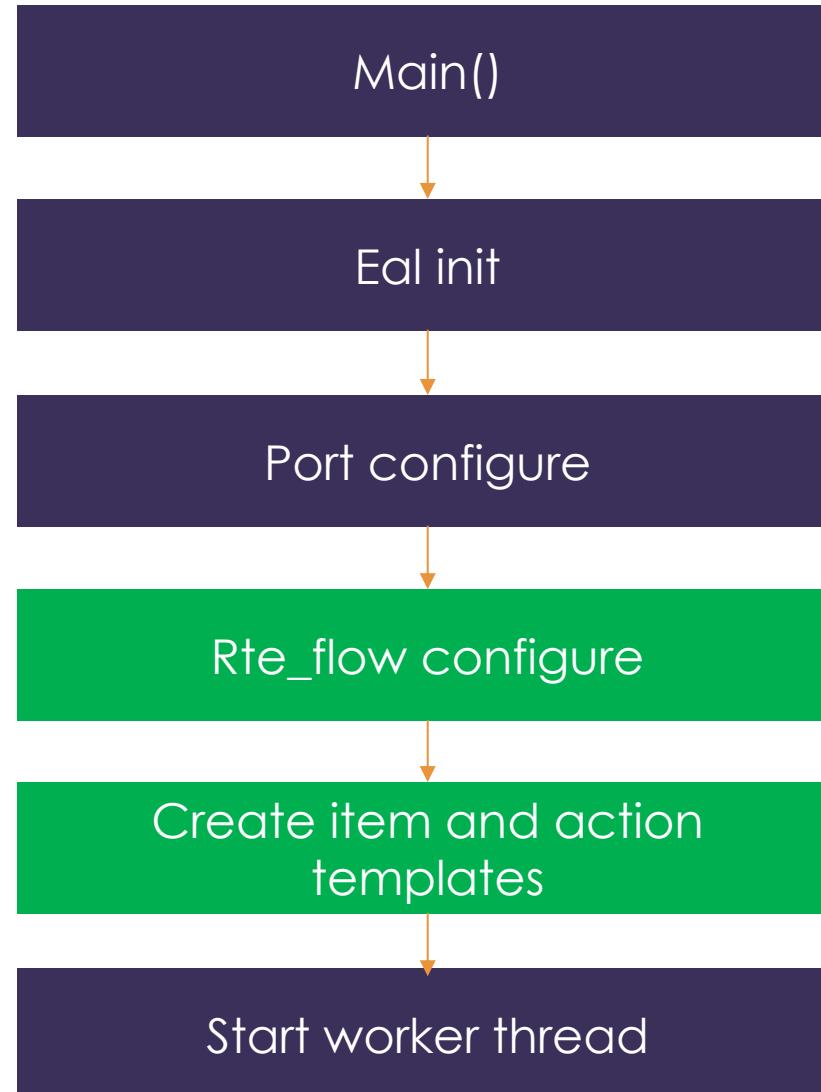 Main()
Eal init
Port configure
Rte_flow configure
Create item and action
templates
Start worker thread